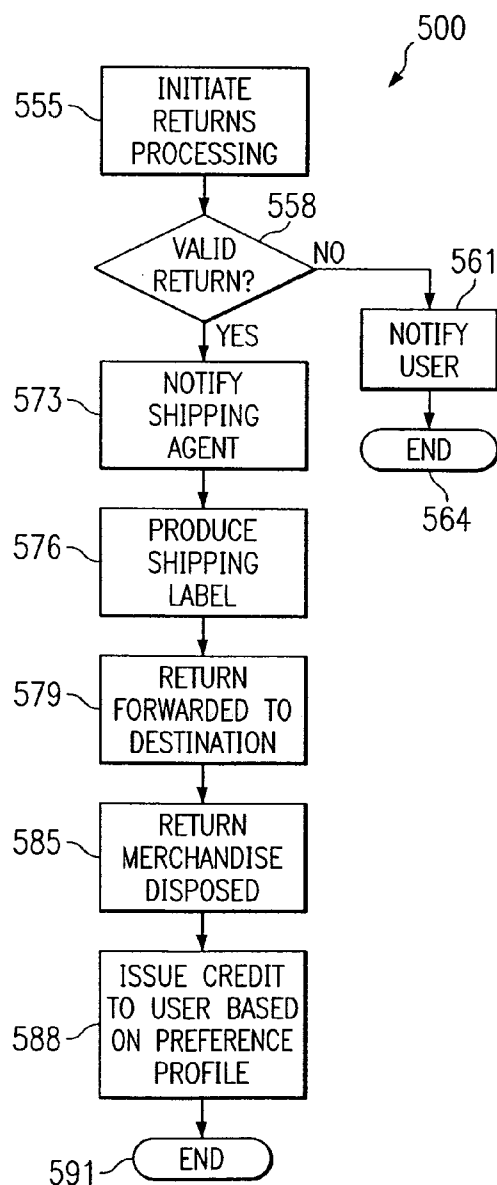 500
555
INITIATE
RETURNS
PROCESSING
558
VALID
RETURN?
NO
YES
561
NOTIFY
USER
END
564
573
NOTIFY
SHIPPING
AGENT
576
PRODUCE
SHIPPING
LABEL
579
RETURN
FORWARDED TO
DESTINATION
585
RETURN
MERCHANDISE
DISPOSED
588
ISSUE CREDIT
TO USER BASED
ON PREFERENCE
PROFILE
591
END